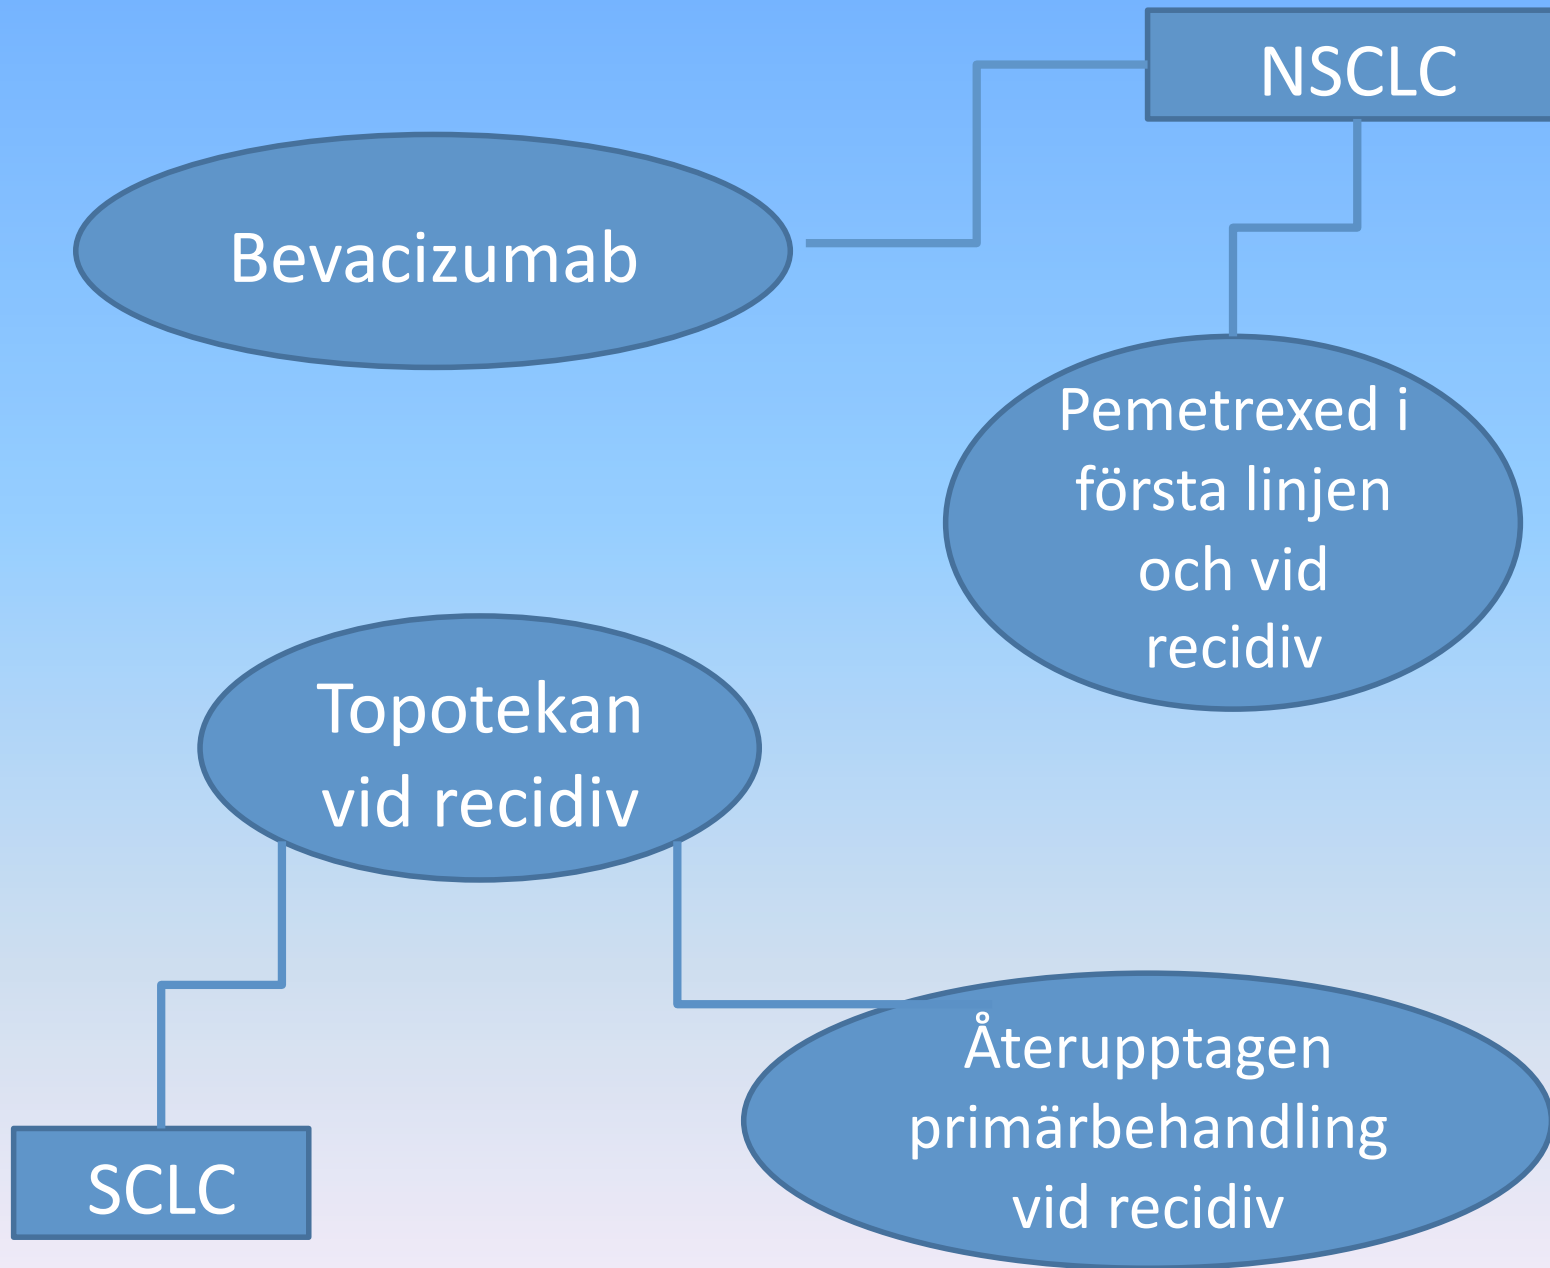 NSCLC
Bevacizumab
Pemetrexed i
första linjen
och vid
recidiv
Topotekan
vid recidiv
Återupptagen
primärbehandling
vid recidiv
SCLC